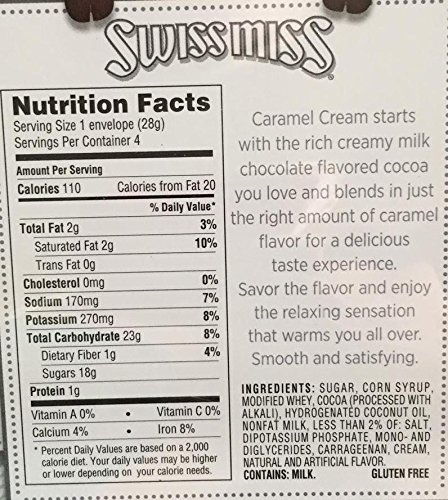 SWISS MISS
Nutrition Facts
Serving Size 1 envelope (28g)
Servings Per Container 4
Amount Per Serving
Calories 110 Calories from Fat 20
% Daily Value*
Total Fat 2g 3%
Saturated Fat 2g 10%
Trans Fat 0g
Cholesterol 0mg 0%
Sodium 170mg 7%
Potassium 270mg 8%
Total Carbohydrate 23g 8%
Dietary Fiber 1g 4%
Sugars 18g
Protein 1g
Vitamin A 0% • Vitamin C 0%
Calcium 4% • Iron 8%
* Percent Daily Values are based on a 2,000
calorie diet. Your daily values may be higher
or lower depending on your calorie needs.
Caramel Cream starts
with the rich creamy milk
chocolate flavored cocoa
you love and blends in just
the right amount of caramel
flavor for a delicious
taste experience.
Savor the flavor and enjoy
the relaxing sensation
that warms you all over.
Smooth and satisfying.
INGREDIENTS: SUGAR, CORN SYRUP,
MODIFIED WHEY, COCOA (PROCESSED WITH
ALKALI), HYDROGENATED COCONUT OIL,
NONFAT MILK, LESS THAN 2% OF: SALT,
DIPOTASSIUM PHOSPHATE, MONO- AND
DIGLYCERIDES, CARRAGEENAN, CREAM,
NATURAL AND ARTIFICIAL FLAVOR.
CONTAINS: MILK. GLUTEN FREE